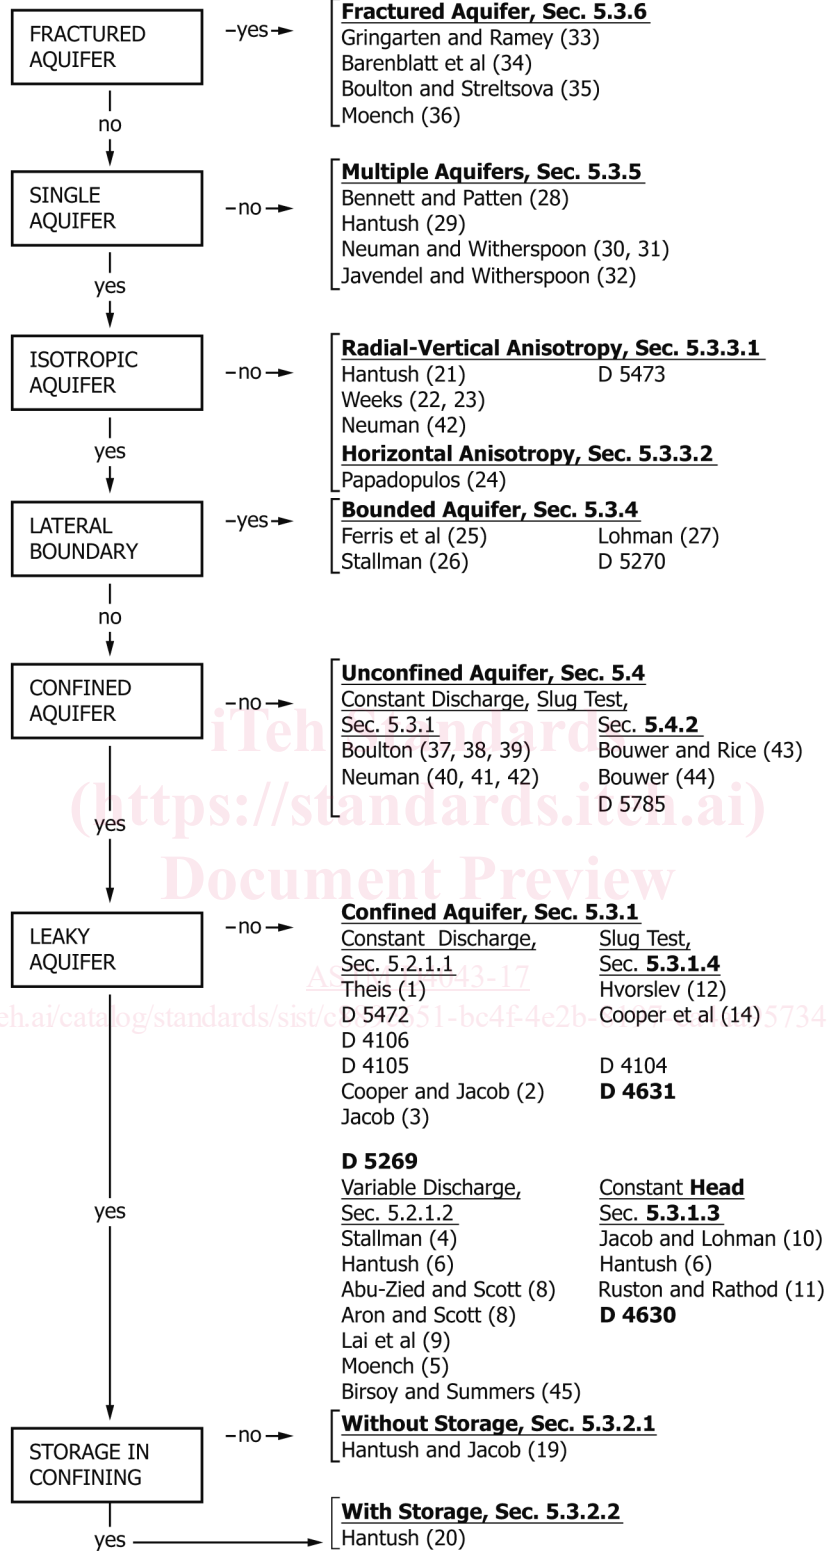 FRACTURED
AQUIFER
yes
Fractured Aquifer, Sec. 5.3.6
Gringarten and Ramey (33)
Barenblatt et al (34)
Boulton and Streltsova (35)
Moench (36)
no
SINGLE
AQUIFER
no
Multiple Aquifers, Sec. 5.3.5
Bennett and Patten (28)
Hantush (29)
Neuman and Witherspoon (30, 31)
Javendel and Witherspoon (32)
yes
ISOTROPIC
AQUIFER
no
Radial-Vertical Anisotropy, Sec. 5.3.3.1
Hantush (21) D 5473
Weeks (22, 23)
Neuman (42)
Horizontal Anisotropy, Sec. 5.3.3.2
Papadopulos (24)
yes
LATERAL
BOUNDARY
yes
Bounded Aquifer, Sec. 5.3.4
Ferris et al (25) Lohman (27)
Stallman (26) D 5270
no
CONFINED
AQUIFER
no
Unconfined Aquifer, Sec. 5.4
Constant Discharge, Slug Test,
Sec. 5.3.1 Sec. 5.4.2
Boulton (37, 38, 39) Bouwer and Rice (43)
Neuman (40, 41, 42) Bouwer (44)
D 5785
yes
iTeh Standards
(https://standards.iteh.ai)
Document Preview
LEAKY
AQUIFER
no
Confined Aquifer, Sec. 5.3.1
Constant Discharge, Slug Test,
Sec. 5.2.1.1 Sec. 5.3.1.4
Theis (1) Hvorslev (12)
D 5472 Cooper et al (14)
D 4106
D 4105 D 4104
Cooper and Jacob (2) D 4631
Jacob (3)
D 5269
Variable Discharge, Constant Head
Sec. 5.2.1.2 Sec. 5.3.1.3
Stallman (4) Jacob and Lohman (10)
Hantush (6) Hantush (6)
Abu-Zied and Scott (8) Ruston and Rathod (11)
Aron and Scott (8) D 4630
Lai et al (9)
Moench (5)
Birsoy and Summers (45)
yes
STORAGE IN
CONFINING
no
Without Storage, Sec. 5.3.2.1
Hantush and Jacob (19)
yes
With Storage, Sec. 5.3.2.2
Hantush (20)